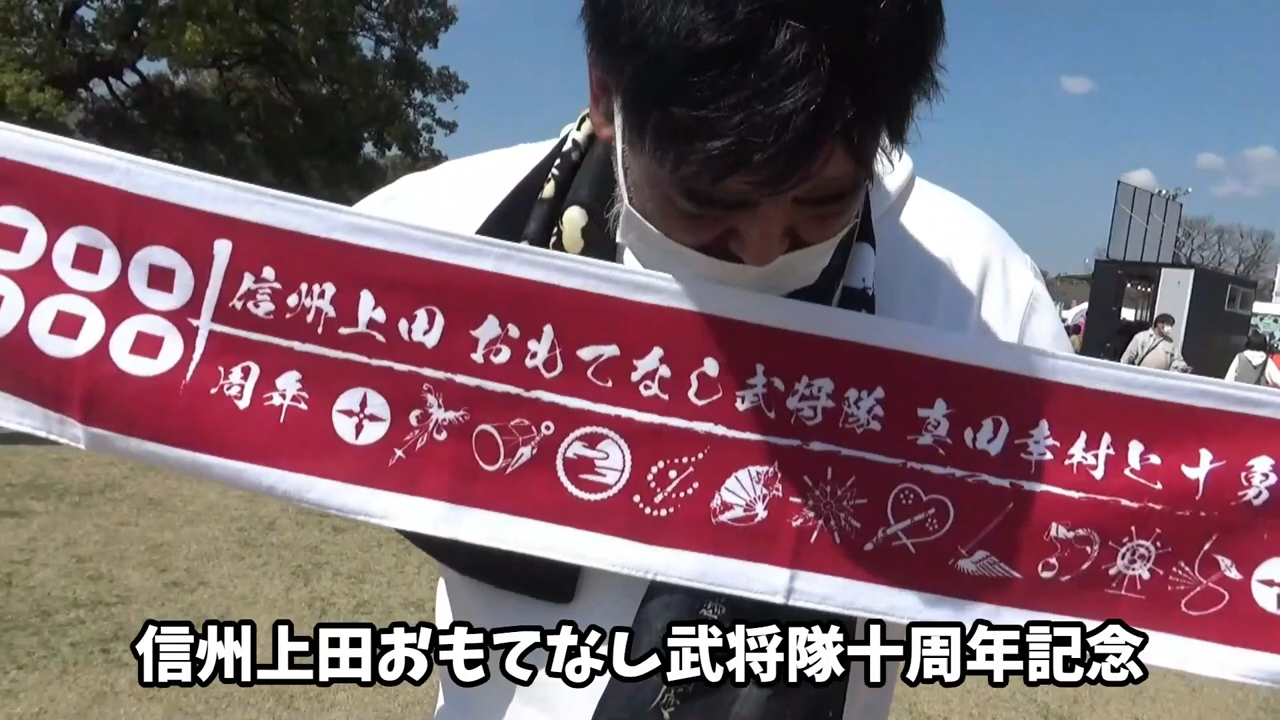 信州上田 おもてなし武将隊 真田幸村と十勇
周年
信州上田おもてなし武将隊十周年記念